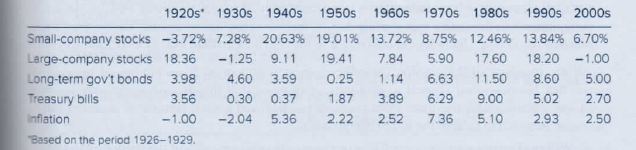 1920s* 1930s 1940s 1950s 1960s 1970s 1980s 1990s 2000s
Small-company stocks −3.72% 7.28% 20.63% 19.01% 13.72% 8.75% 12.46% 13.84% 6.70%
Large-company stocks 18.36 −1.25 9.11 19.41 7.84 5.90 17.60 18.20 −1.00
Long-term gov't bonds 3.98 4.60 3.59 0.25 1.14 6.63 11.50 8.60 5.00
Treasury bills 3.56 0.30 0.37 1.87 3.89 6.29 9.00 5.02 2.70
Inflation −1.00 −2.04 5.36 2.22 2.52 7.36 5.10 2.93 2.50
*Based on the period 1926–1929.